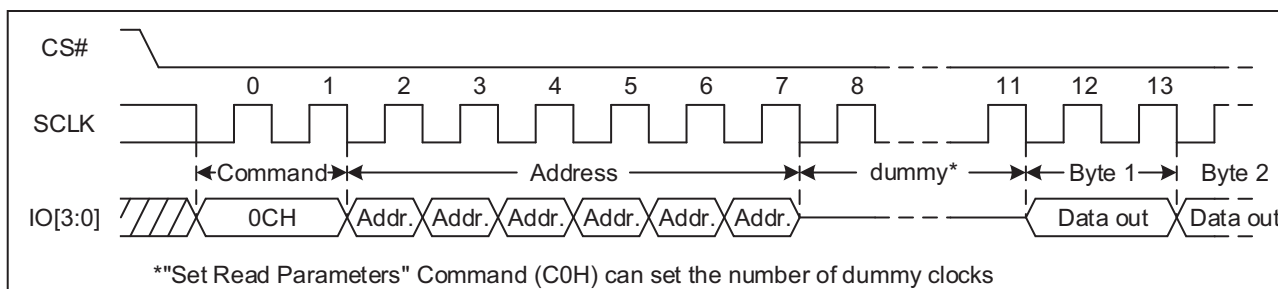 CS#
0 1 2 3 4 5 6 7 8 11 12 13
SCLK
Command Address dummy* Byte 1 Byte 2
IO[3:0] 0CH Addr. Addr. Addr. Addr. Addr. Addr. Data out Data out
*"Set Read Parameters" Command (C0H) can set the number of dummy clocks